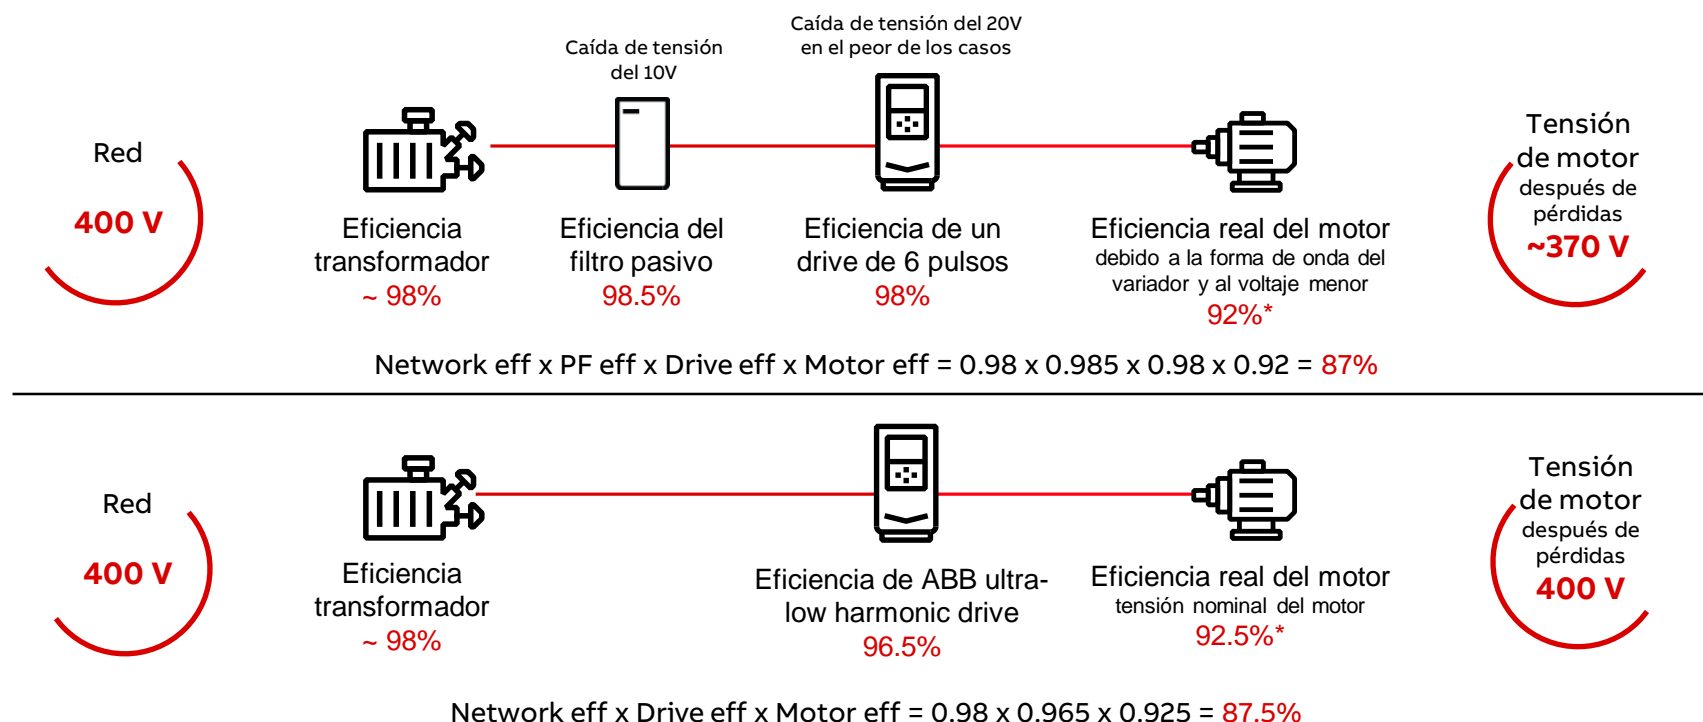 Caída de tensión
del 10V
Caída de tensión del 20V
en el peor de los casos
Red
400 V
Eficiencia
transformador
~ 98%
Eficiencia del
filtro pasivo
98.5%
Eficiencia de un
drive de 6 pulsos
98%
Eficiencia real del motor
debido a la forma de onda del
variador y al voltaje menor
92%*
Tensión
de motor
después de
pérdidas
~370 V
Network eff x PF eff x Drive eff x Motor eff = 0.98 x 0.985 x 0.98 x 0.92 = 87%
Red
400 V
Eficiencia
transformador
~ 98%
Eficiencia de ABB ultra-
low harmonic drive
96.5%
Eficiencia real del motor
tensión nominal del motor
92.5%*
Tensión
de motor
después de
pérdidas
400 V
Network eff x Drive eff x Motor eff = 0.98 x 0.965 x 0.925 = 87.5%